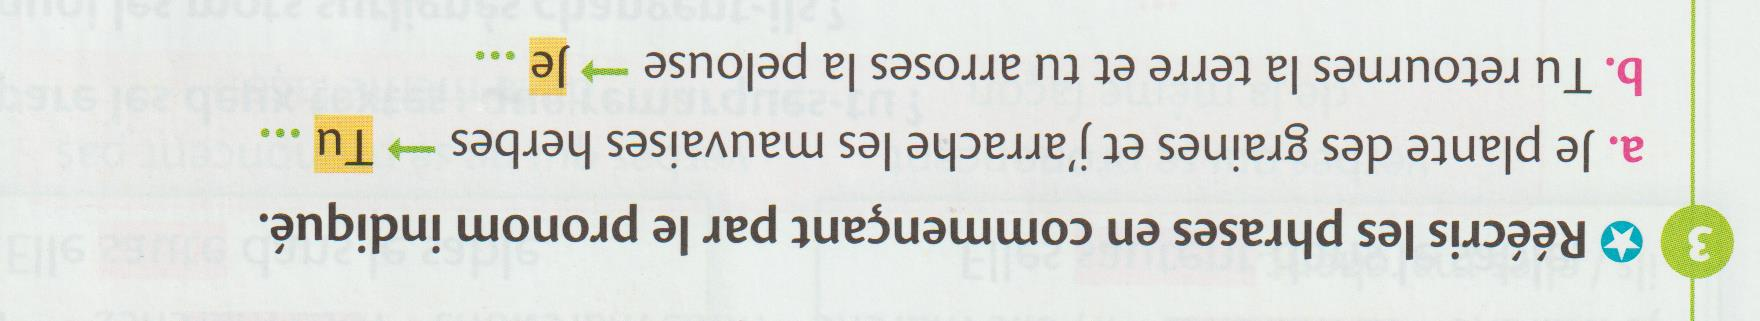 3 Réécris les phrases en commençant par le pronom indiqué.
a. Je plante des graines et j'arrache les mauvaises herbes → Tu ...
b. Tu retournes la terre et tu arroses la pelouse → Je ...